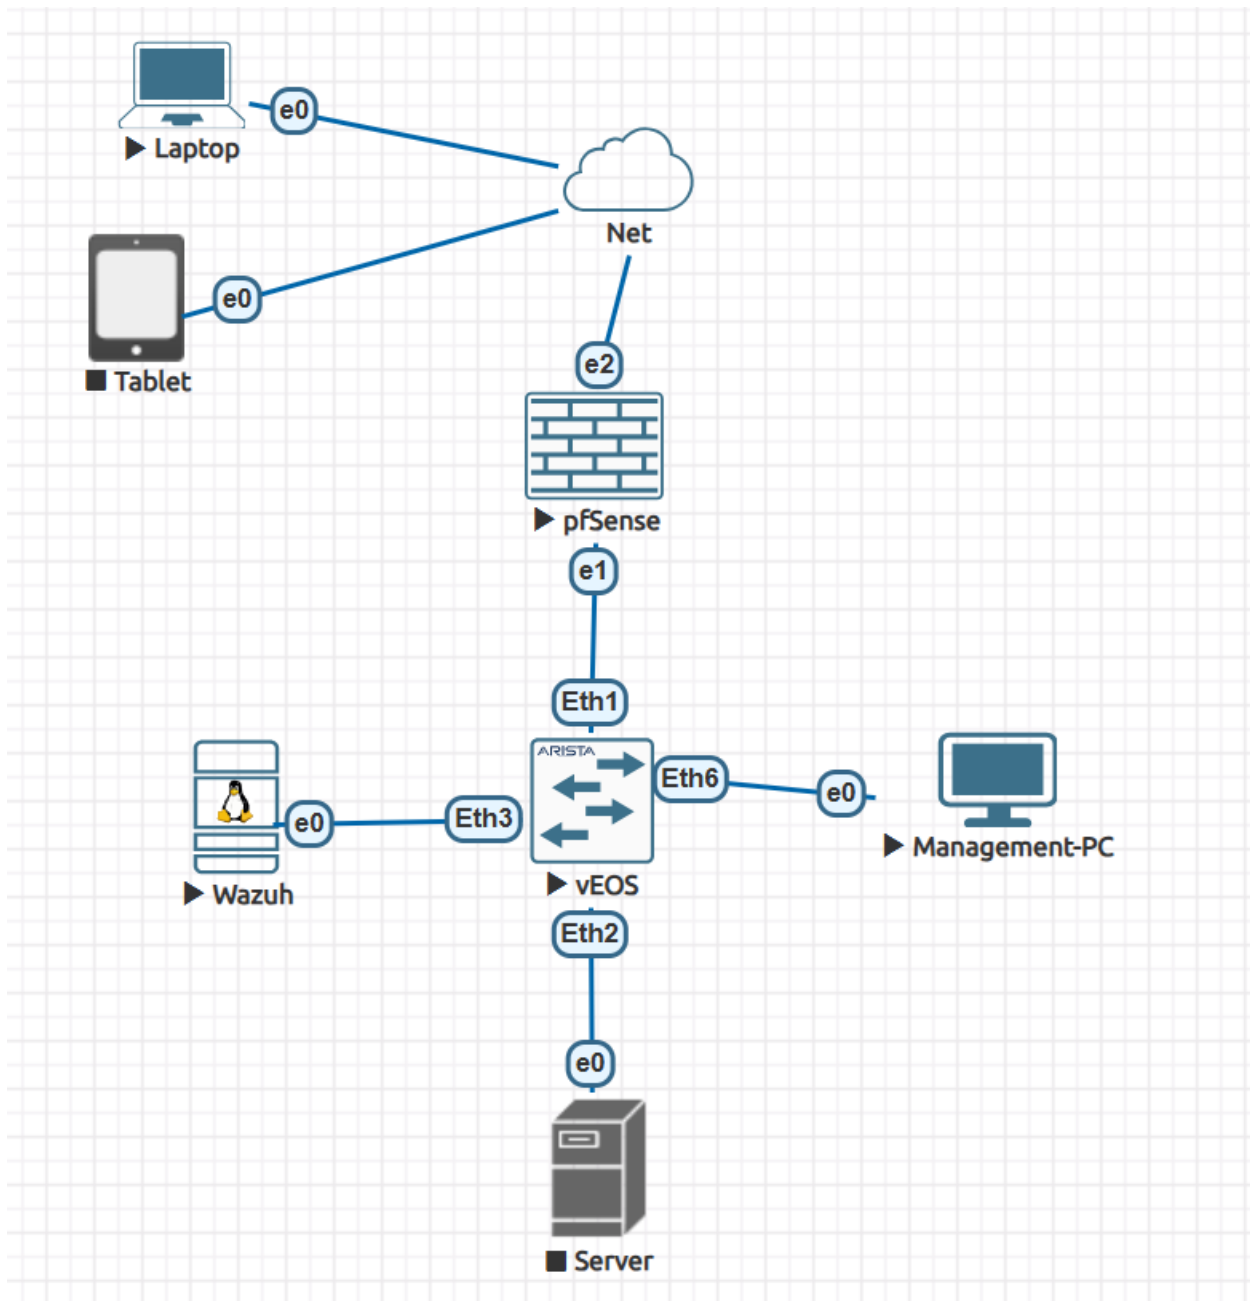 e0
Laptop
Net
e0
Tablet
e2
pfSense
e1
Eth1
ARISTA
Eth6
e0
Management-PC
e0
Eth3
Wazuh
vEOS
Eth2
e0
Server